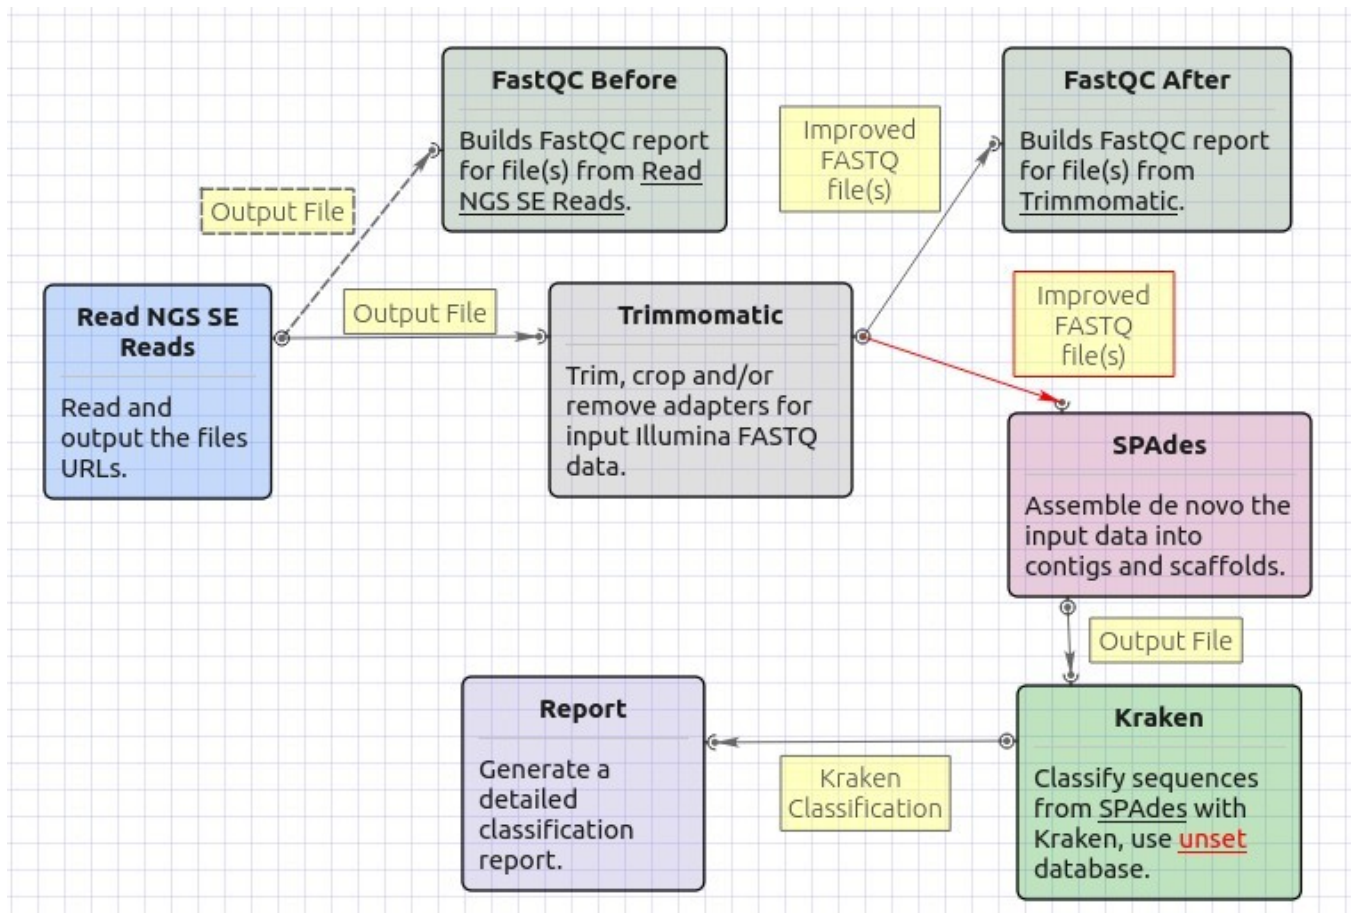 FastQC Before
Builds FastQC report
for file(s) from Read
NGS SE Reads.
Improved
FASTQ
file(s)
FastQC After
Builds FastQC report
for file(s) from
Trimmomatic.
Output File
Read NGS SE
Reads
Read and
output the files
URLs.
Output File
Trimmomatic
Trim, crop and/or
remove adapters for
input Illumina FASTQ
data.
Improved
FASTQ
file(s)
SPAdes
Assemble de novo the
input data into
contigs and scaffolds.
Output File
Kraken
Classify sequences
from SPAdes with
Kraken, use unset
database.
Kraken
Classification
Report
Generate a
detailed
classification
report.